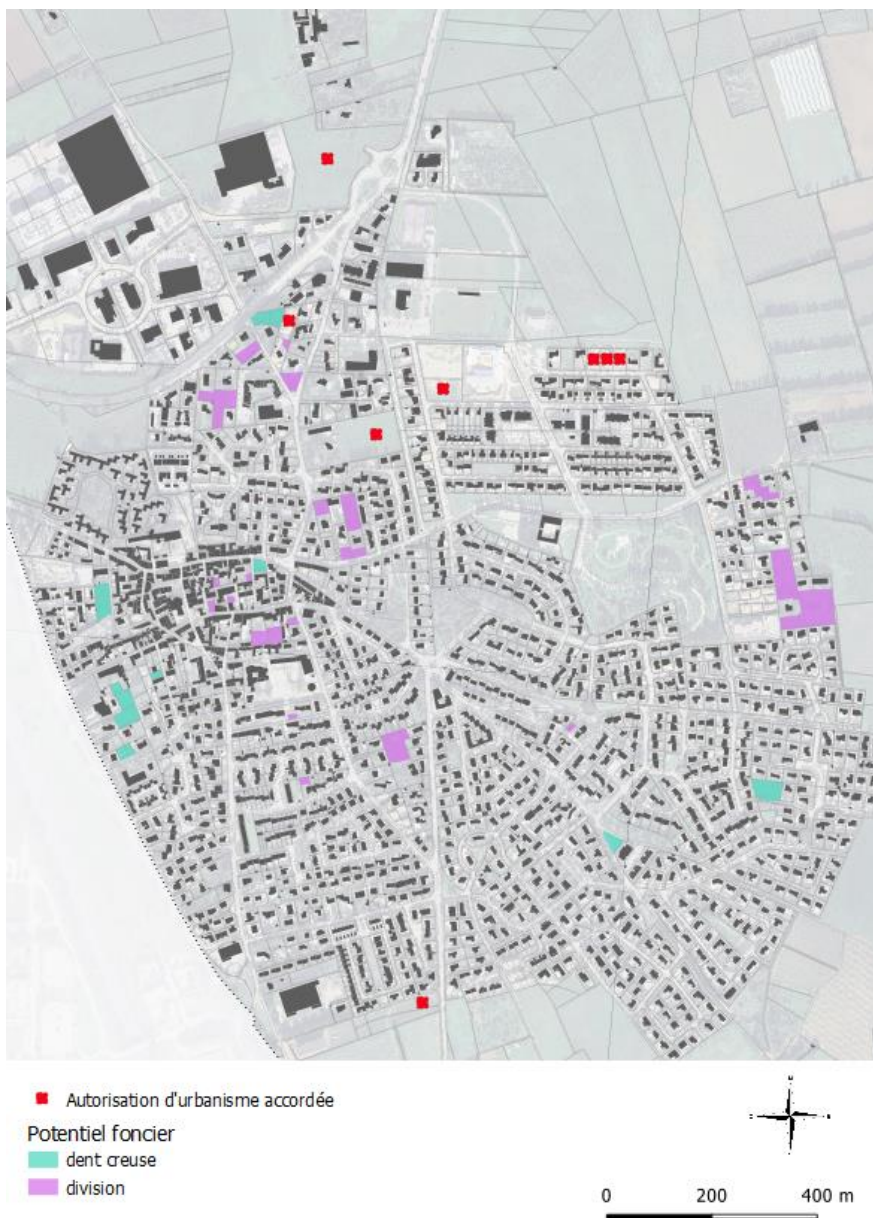 Autorisation d'urbanisme accordée
Potentiel foncier
dent creuse
division
0 200 400 m